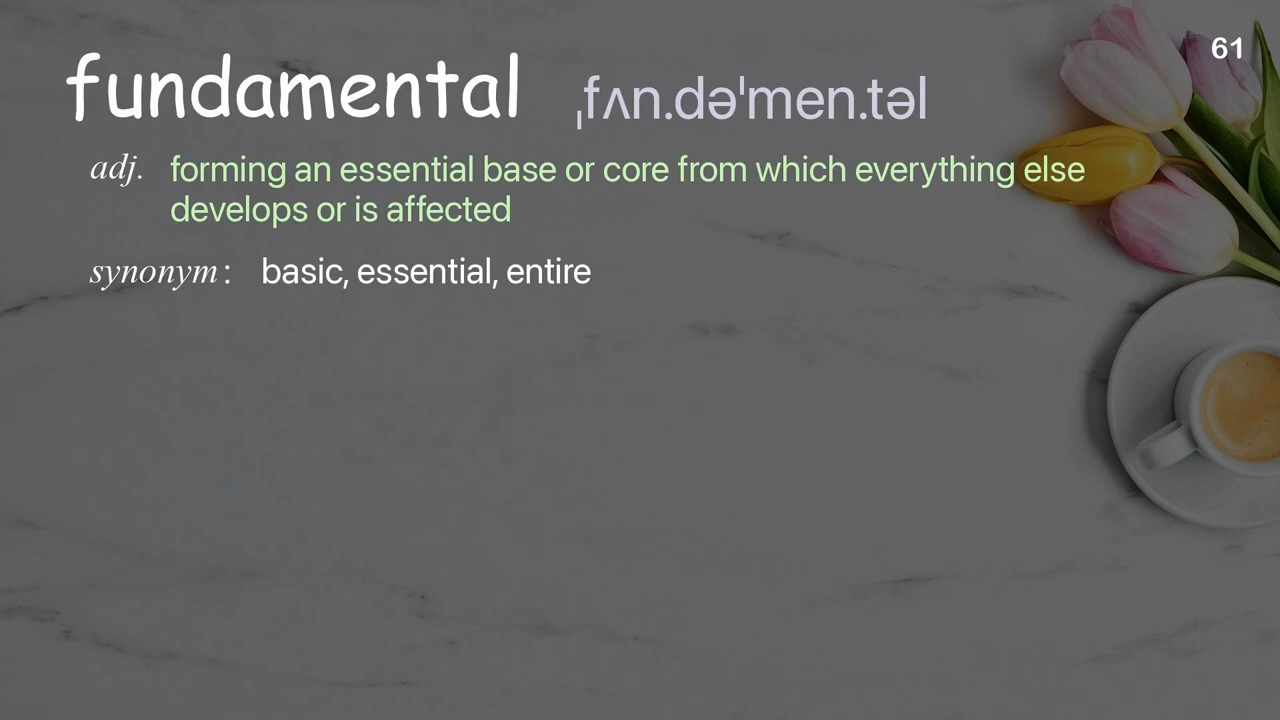 61
fundamental ˌfʌn.dəˈmen.təl
adj. forming an essential base or core from which everything else
develops or is affected
synonym : basic, essential, entire